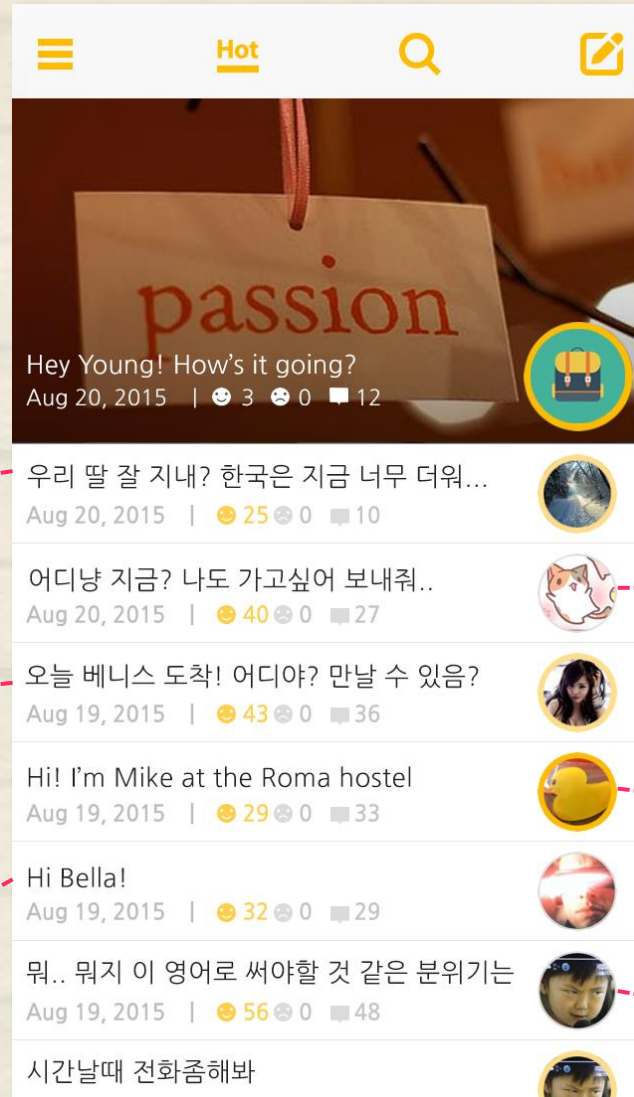 Hot
passion
Hey Young! How's it going?
Aug 20, 2015 | 3 0 12
우리 딸 잘 지내? 한국은 지금 너무 더워...
Aug 20, 2015 | 25 0 10
어디냥 지금? 나도 가고싶어 보내줘..
Aug 20, 2015 | 40 0 27
오늘 베니스 도착! 어디야? 만날 수 있음?
Aug 19, 2015 | 43 0 36
Hi! I'm Mike at the Roma hostel
Aug 19, 2015 | 29 0 33
Hi Bella!
Aug 19, 2015 | 32 0 29
뭐.. 뭐지 이 영어로 써야할 것 같은 분위기는
Aug 19, 2015 | 56 0 48
시간날때 전화좀해봐